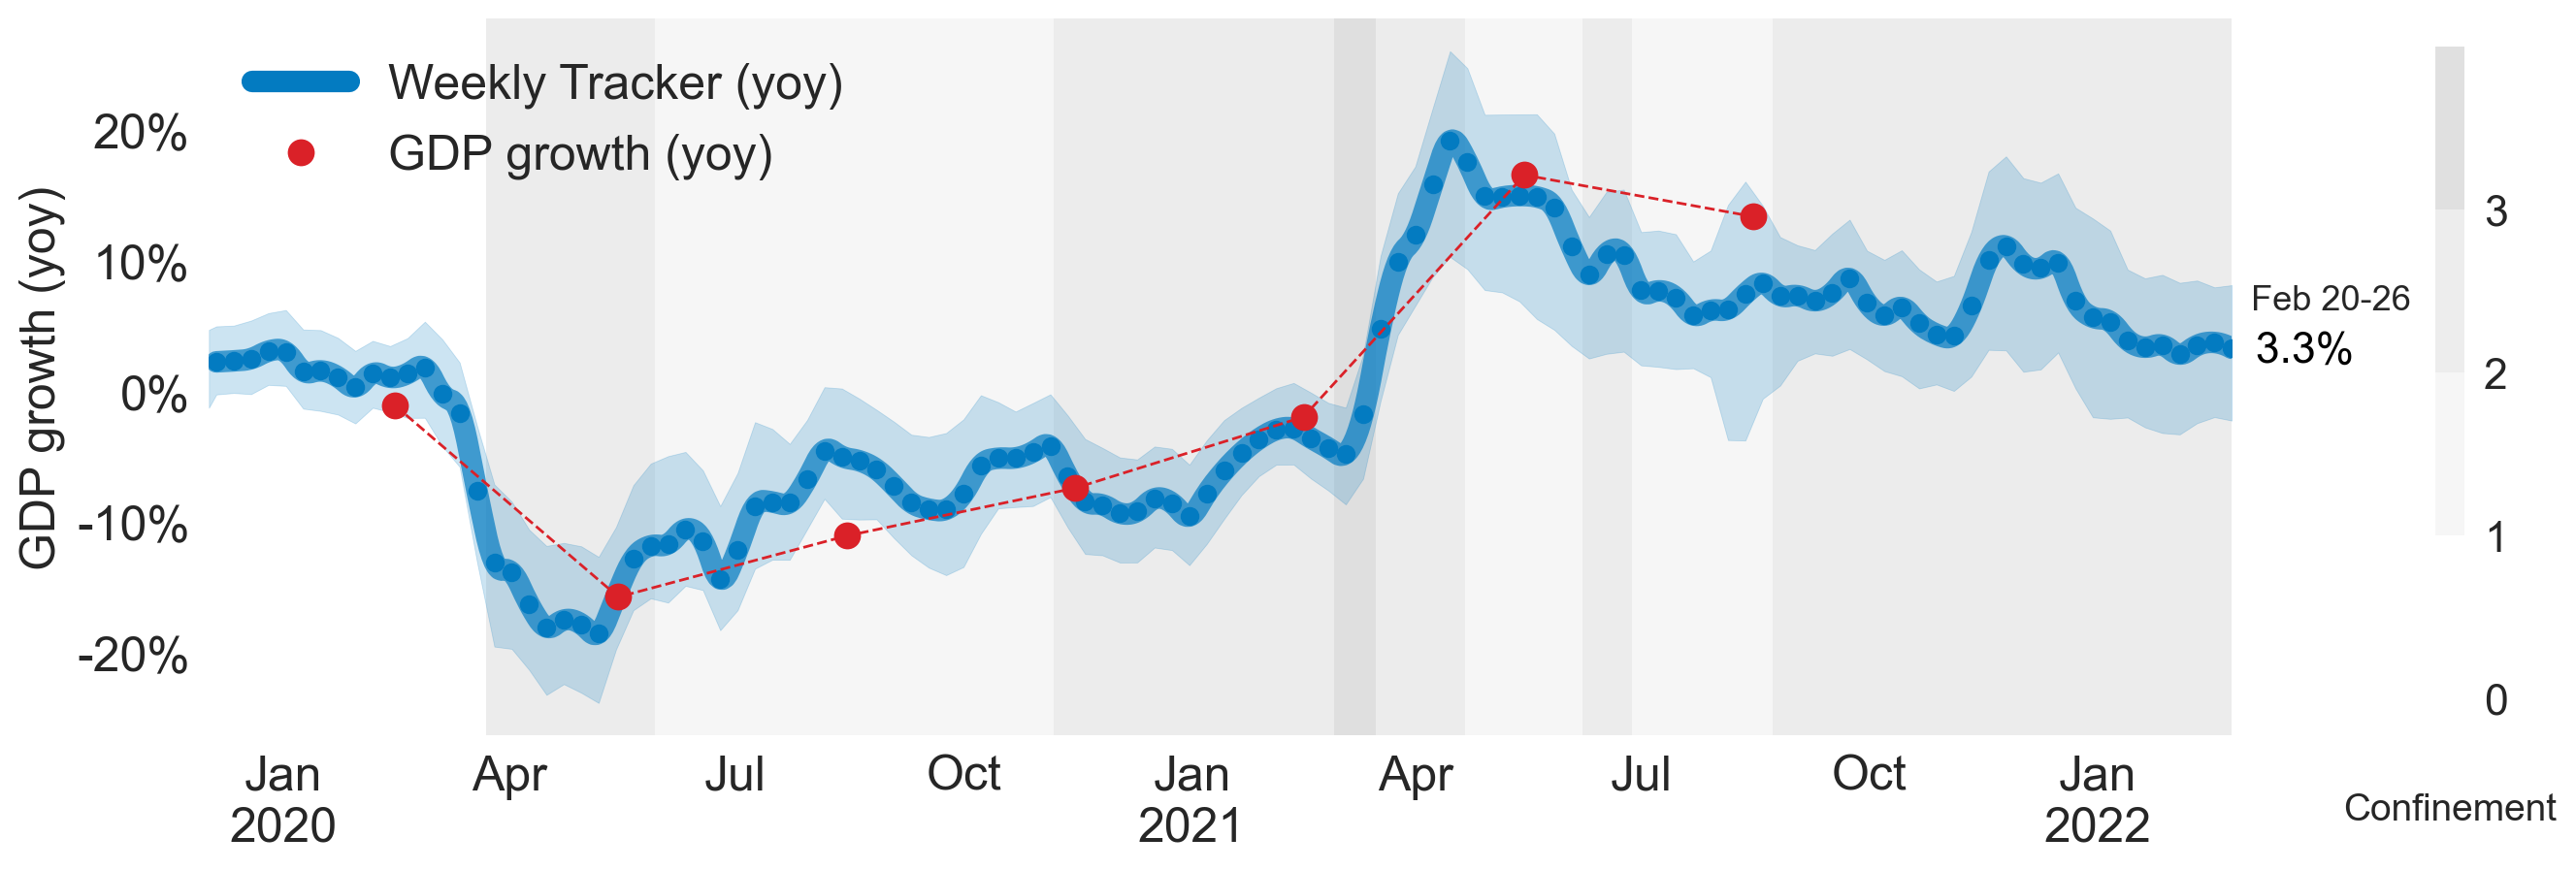 Weekly Tracker (yoy)
GDP growth (yoy)
GDP growth (yoy)
20%
10%
0%
-10%
-20%
Feb 20-26
3.3%
3
2
1
0
Confinement
Jan Apr Jul Oct Jan Apr Jul Oct Jan
2020 2021 2022